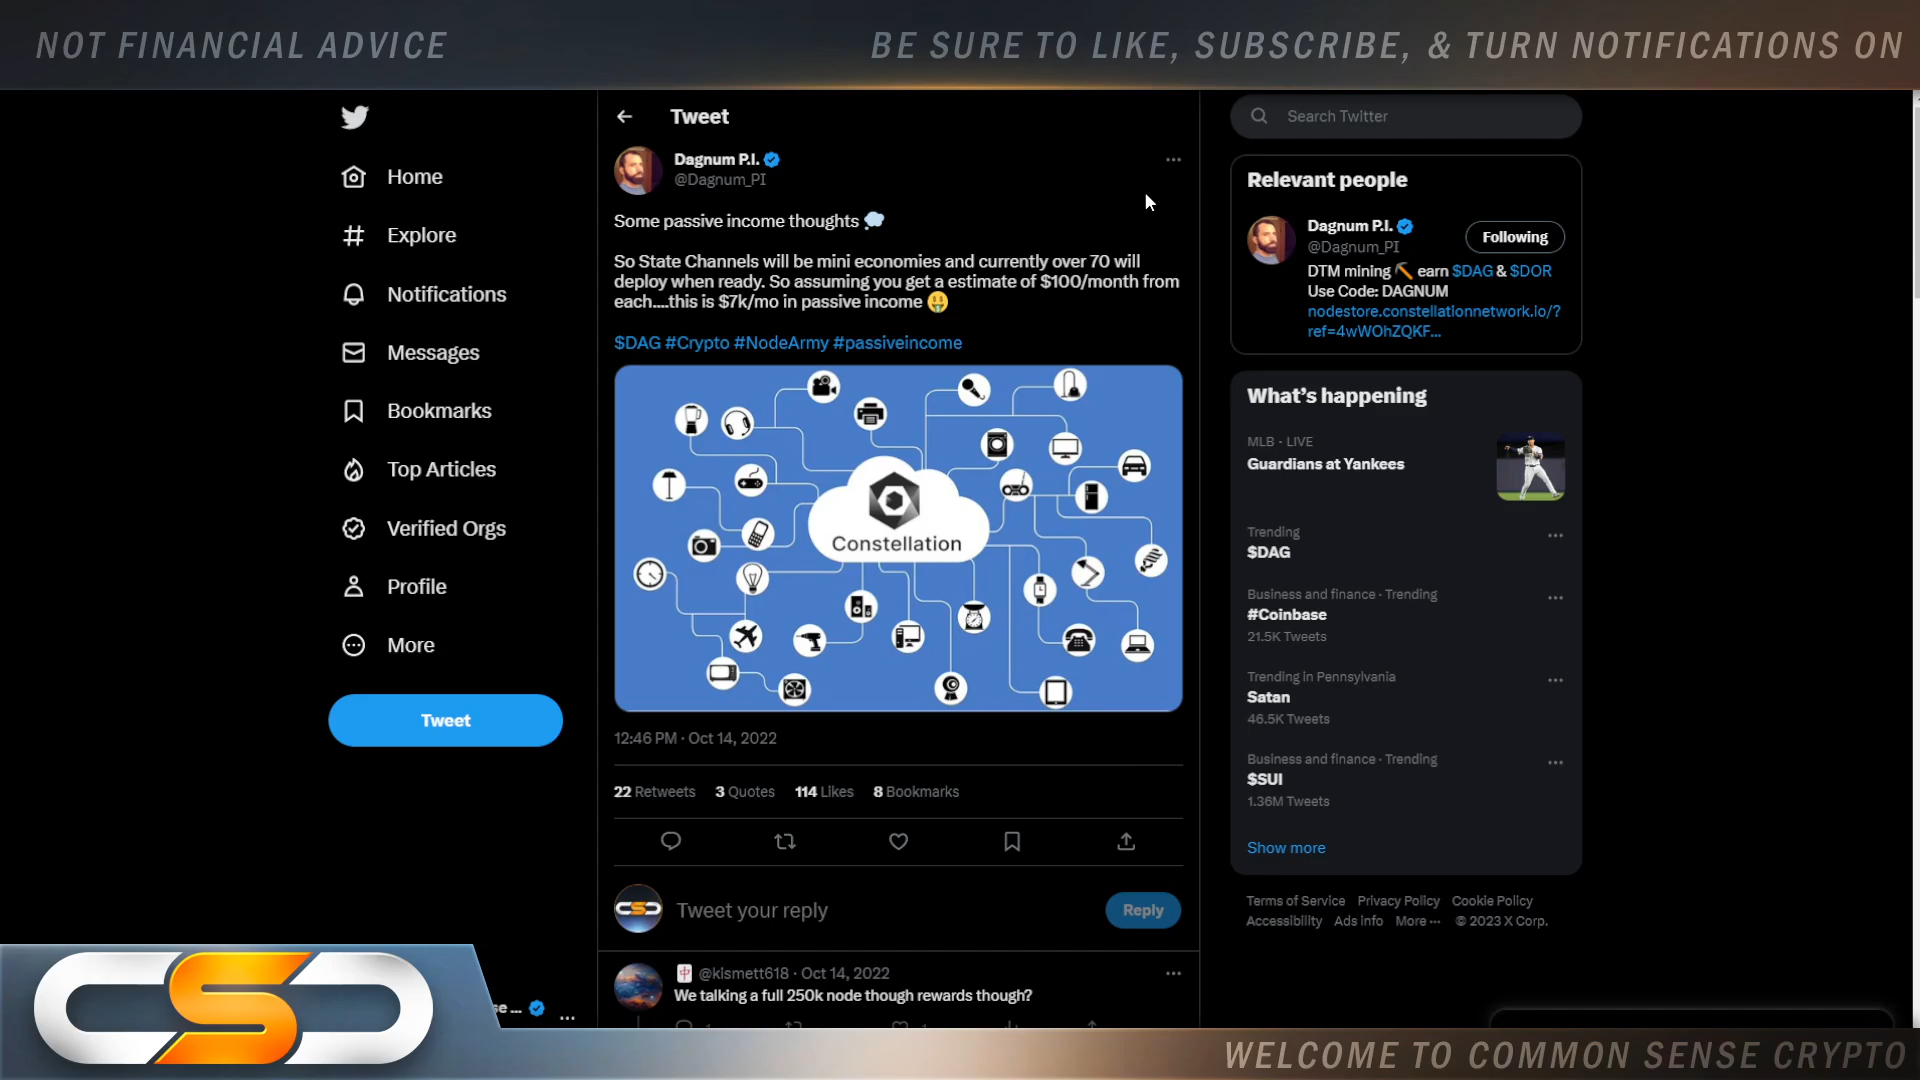 NOT FINANCIAL ADVICE
BE SURE TO LIKE, SUBSCRIBE, & TURN NOTIFICATIONS ON
Home
Explore
Notifications
Messages
Bookmarks
Top Articles
Verified Orgs
Profile
More
Tweet
Tweet
Dagnum P.I.
@Dagnum_PI
Some passive income thoughts
So State Channels will be mini economies and currently over 70 will
deploy when ready. So assuming you get a estimate of $100/month from
each....this is $7k/mo in passive income
$DAG #Crypto #NodeArmy #passiveincome
Constellation
12:46 PM · Oct 14, 2022
22 Retweets 3 Quotes 114 Likes 8 Bookmarks
Tweet your reply
Reply
@klsmett618 · Oct 14, 2022
We talking a full 250k node though rewards though?
Search Twitter
Relevant people
Dagnum P.I.
@Dagnum_PI
Following
DTM mining earn $DAG & $DOR
Use Code: DAGNUM
nodestore.constellationnetwork.io/?
ref=4wWOhZQKF...
What's happening
MLB · LIVE
Guardians at Yankees
Trending
$DAG
Business and finance · Trending
#Coinbase
21.5K Tweets
Trending in Pennsylvania
Satan
46.5K Tweets
Business and finance · Trending
$SUI
1.36M Tweets
Show more
Terms of Service Privacy Policy Cookie Policy
Accessibility Ads info More ··· © 2023 X Corp.
CSC
se ...
WELCOME TO COMMON SENSE CRYPTO